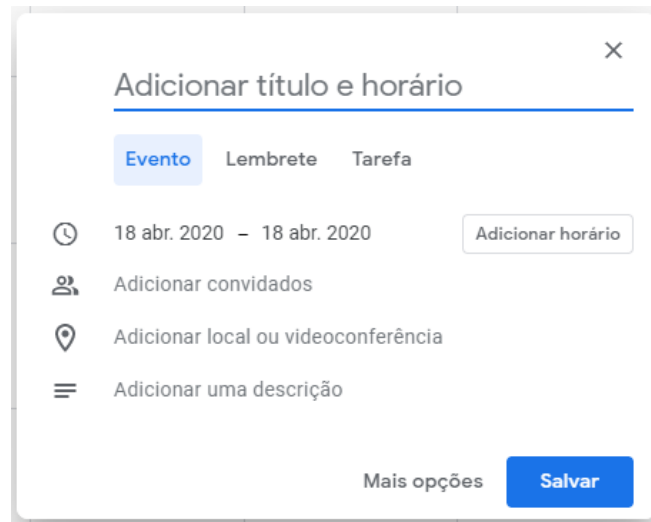 Adicionar título e horário
Evento Lembrete Tarefa
18 abr. 2020 – 18 abr. 2020 Adicionar horário
Adicionar convidados
Adicionar local ou videoconferência
Adicionar uma descrição
Mais opções Salvar